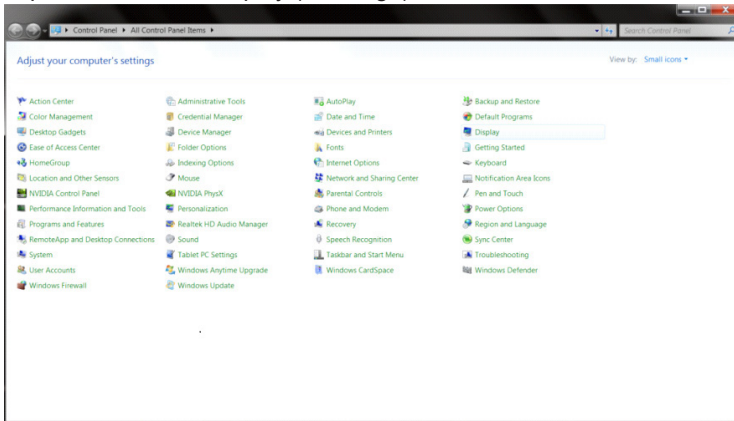 Control Panel ▸ All Control Panel Items ▸
Search Control Panel
Adjust your computer's settings
View by: Small icons
Action Center
Administrative Tools
AutoPlay
Backup and Restore
Color Management
Credential Manager
Date and Time
Default Programs
Desktop Gadgets
Device Manager
Devices and Printers
Display
Ease of Access Center
Folder Options
Fonts
Getting Started
HomeGroup
Indexing Options
Internet Options
Keyboard
Location and Other Sensors
Mouse
Network and Sharing Center
Notification Area Icons
NVIDIA Control Panel
NVIDIA PhysX
Parental Controls
Pen and Touch
Performance Information and Tools
Personalization
Phone and Modem
Power Options
Programs and Features
Realtek HD Audio Manager
Recovery
Region and Language
RemoteApp and Desktop Connections
Sound
Speech Recognition
Sync Center
System
Tablet PC Settings
Taskbar and Start Menu
Troubleshooting
User Accounts
Windows Anytime Upgrade
Windows CardSpace
Windows Defender
Windows Firewall
Windows Update